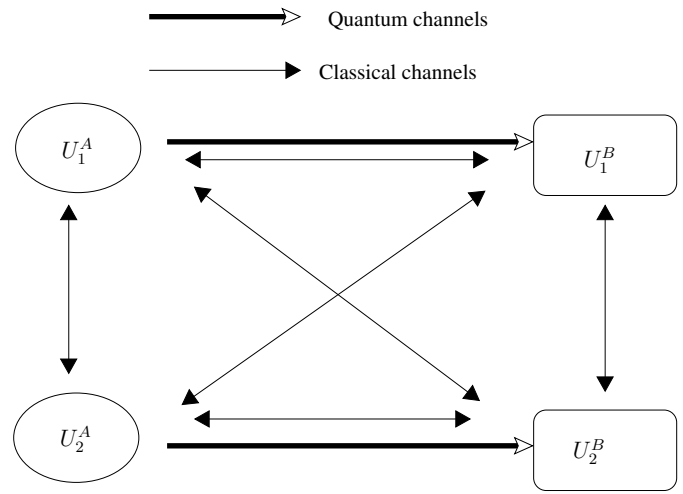 Quantum channels
Classical channels
U_1^A
U_1^B
U_2^A
U_2^B